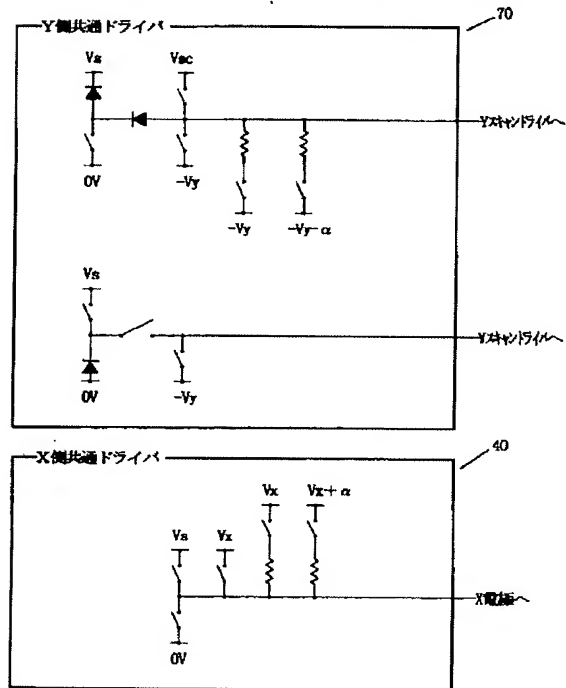 70
Y側共通ドライバ
Vs
Vsc
Yスキャンドライバへ
0V
-Vy
-Vy
-Vy-α
Vs
Yスキャンドライバへ
0V
-Vy
X側共通ドライバ
40
Vx
Vx+α
Vs
Vx
X電極へ
0V